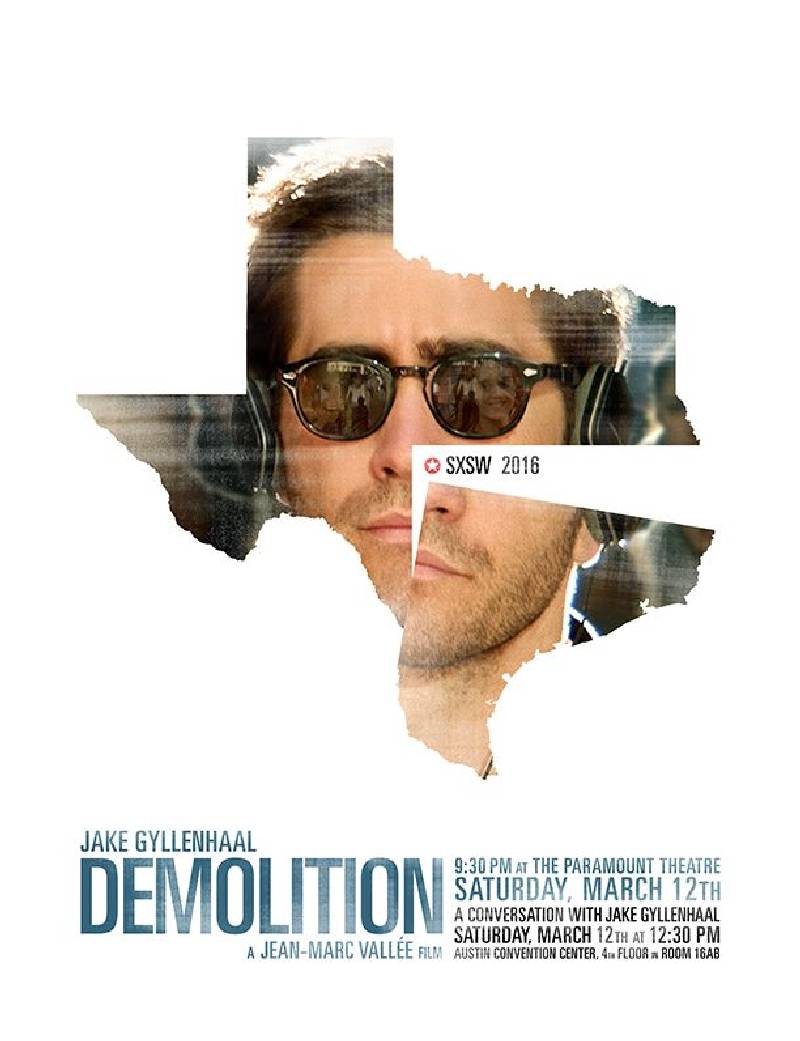 SXSW 2016
JAKE GYLLENHAAL
DEMOLITION
A JEAN-MARC VALLÉE FILM
9:30 PM AT THE PARAMOUNT THEATRE
SATURDAY, MARCH 12TH
A CONVERSATION WITH JAKE GYLLENHAAL
SATURDAY, MARCH 12TH AT 12:30 PM
AUSTIN CONVENTION CENTER, 4TH FLOOR IN ROOM 16AB